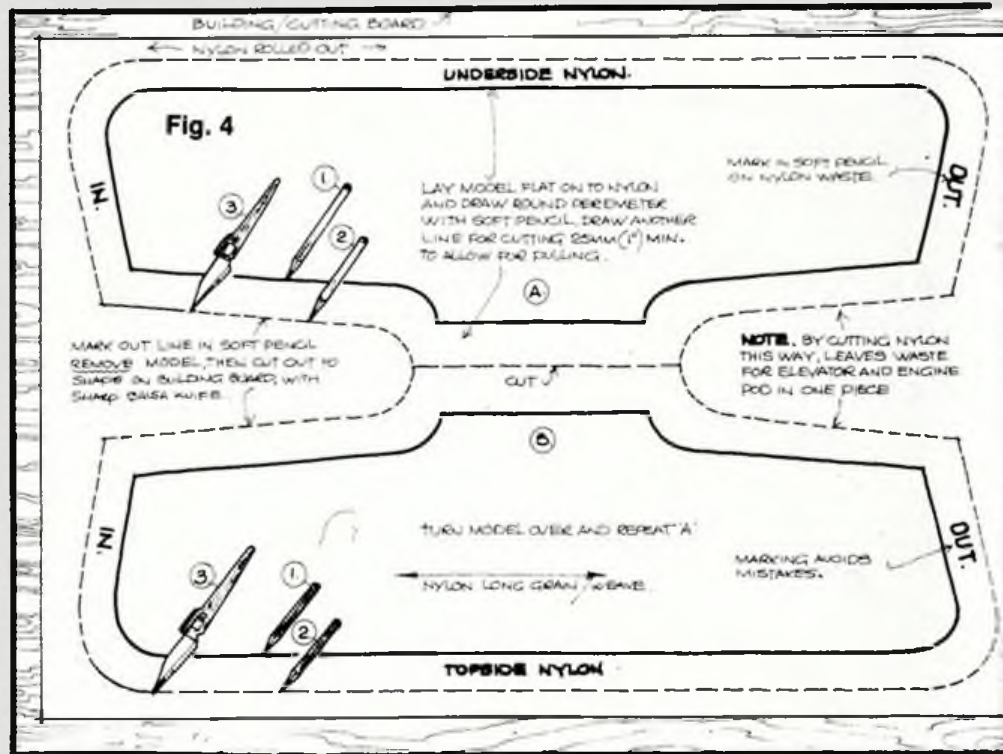 BUILDING/CUTTING BOARD
NYLON ROLLED OUT
UNDERSIDE NYLON.
Fig. 4
IN.
OUT.
1
2
3
MARK IN SOFT PENCIL
ON NYLON WASTE
LAY MODEL FLAT ON TO NYLON
AND DRAW ROUND PEREMETER
WITH SOFT PENCIL, DRAW ANOTHER
LINE FOR CUTTING 25MM (1") MIN.
TO ALLOW FOR PULLING.
A
MARK OUT LINE IN SOFT PENCIL
REMOVE MODEL, THEN CUT OUT TO
SHAPE ON BUILDING BOARD, WITH
SHARP BALSA KNIFE.
CUT
NOTE. BY CUTTING NYLON
THIS WAY, LEAVES WASTE
FOR ELEVATOR AND ENGINE
POD IN ONE PIECE
B
IN.
OUT.
TURN MODEL OVER AND REPEAT 'A'
NYLON LONG GRAIN/WEAVE
MARKING AVOIDS
MISTAKES.
3
1
2
TOPSIDE NYLON